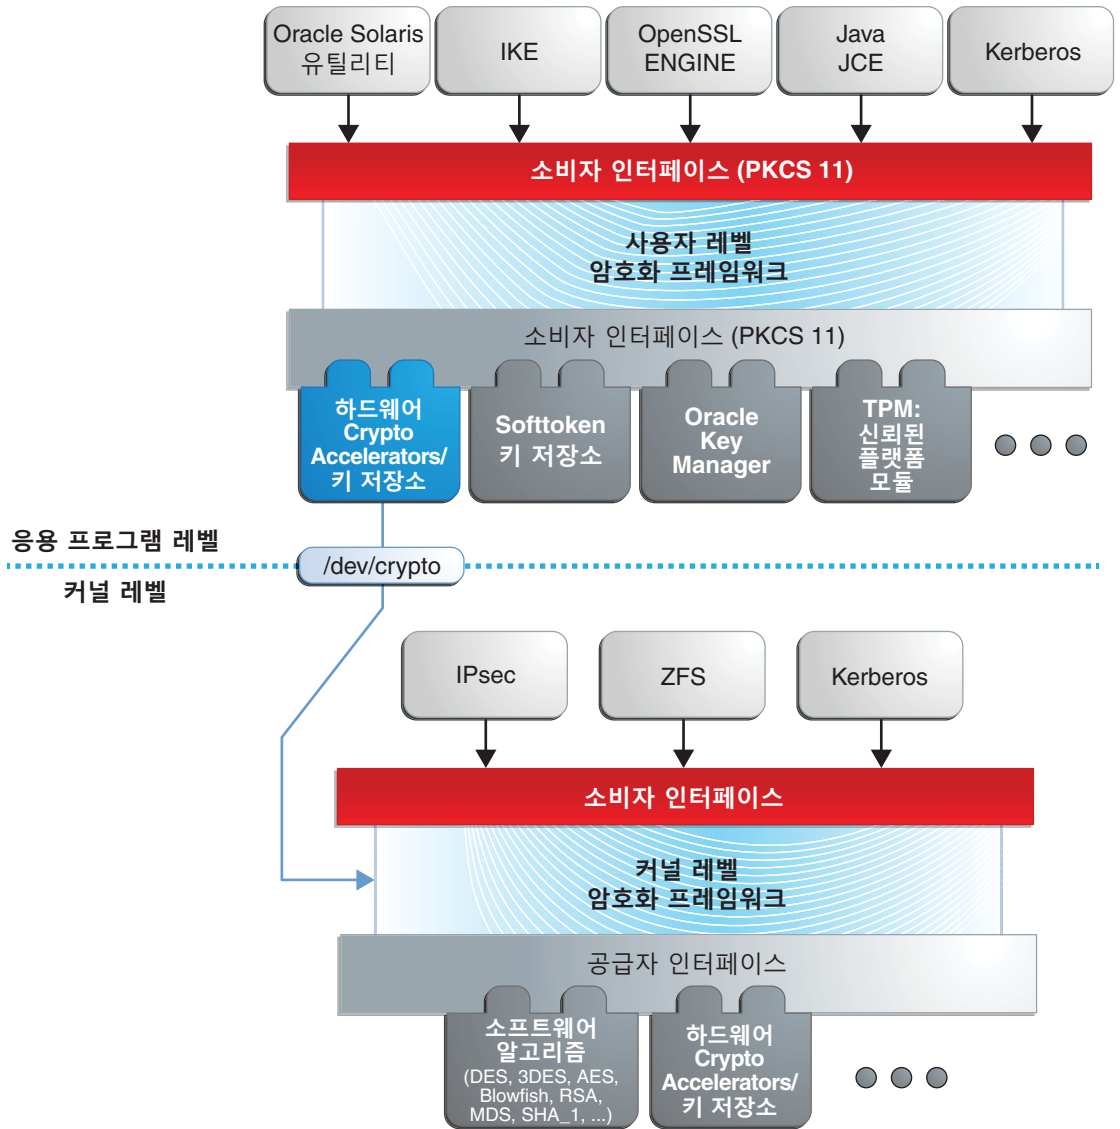 Oracle Solaris
유틸리티
IKE
OpenSSL
ENGINE
Java
JCE
Kerberos
소비자 인터페이스 (PKCS 11)
사용자 레벨
암호화 프레임워크
소비자 인터페이스 (PKCS 11)
하드웨어
Crypto
Accelerators/
키 저장소
Softtoken
키 저장소
Oracle
Key
Manager
TPM:
신뢰된
플랫폼
모듈
응용 프로그램 레벨
/dev/crypto
커널 레벨
IPsec
ZFS
Kerberos
소비자 인터페이스
커널 레벨
암호화 프레임워크
공급자 인터페이스
소프트웨어
알고리즘
(DES, 3DES, AES,
Blowfish, RSA,
MDS, SHA_1, ...)
하드웨어
Crypto
Accelerators/
키 저장소